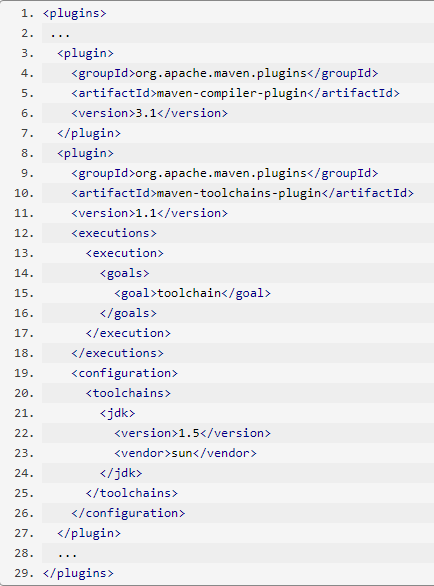 1. <plugins>
2.  ...
3.   <plugin>
4.     <groupId>org.apache.maven.plugins</groupId>
5.     <artifactId>maven-compiler-plugin</artifactId>
6.     <version>3.1</version>
7.   </plugin>
8.   <plugin>
9.     <groupId>org.apache.maven.plugins</groupId>
10.     <artifactId>maven-toolchains-plugin</artifactId>
11.     <version>1.1</version>
12.     <executions>
13.       <execution>
14.         <goals>
15.           <goal>toolchain</goal>
16.         </goals>
17.       </execution>
18.     </executions>
19.     <configuration>
20.       <toolchains>
21.         <jdk>
22.           <version>1.5</version>
23.           <vendor>sun</vendor>
24.         </jdk>
25.       </toolchains>
26.     </configuration>
27.   </plugin>
28.   ...
29. </plugins>